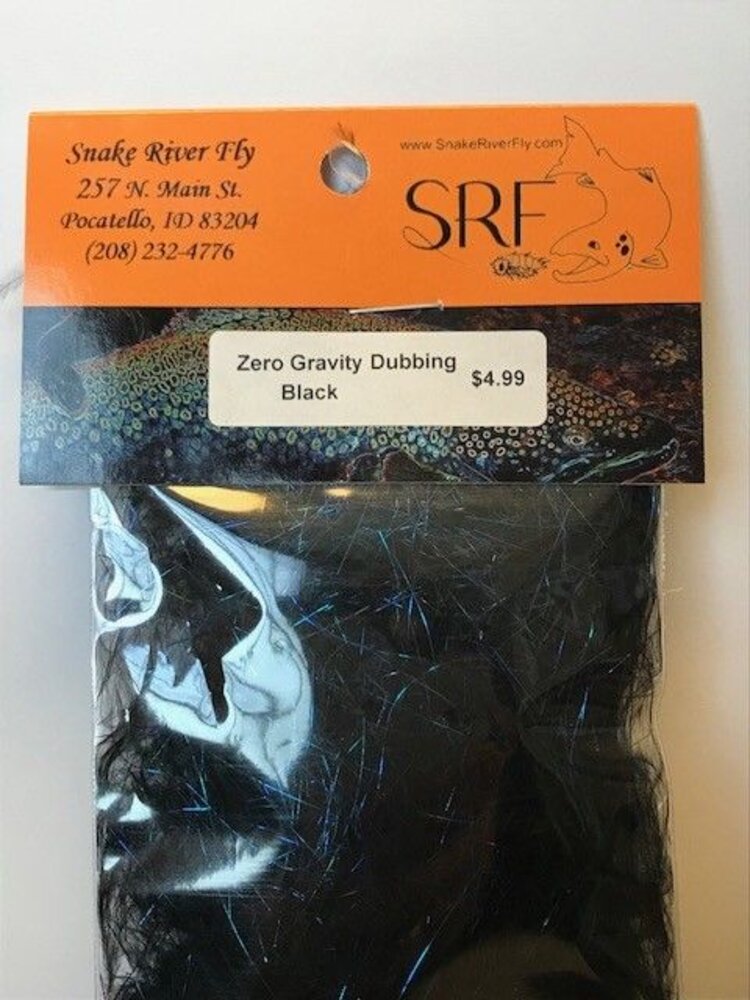 Snake River Fly
257 N. Main St.
Pocatello, ID 83204
(208) 232-4776
www.SnakeRiverFly.com
SRF
Zero Gravity Dubbing
Black
$4.99